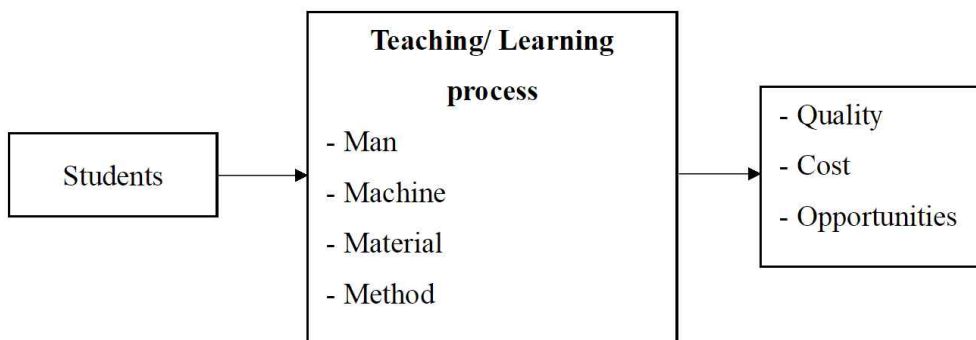 Students
Teaching/ Learning
process
- Man
- Machine
- Material
- Method
- Quality
- Cost
- Opportunities